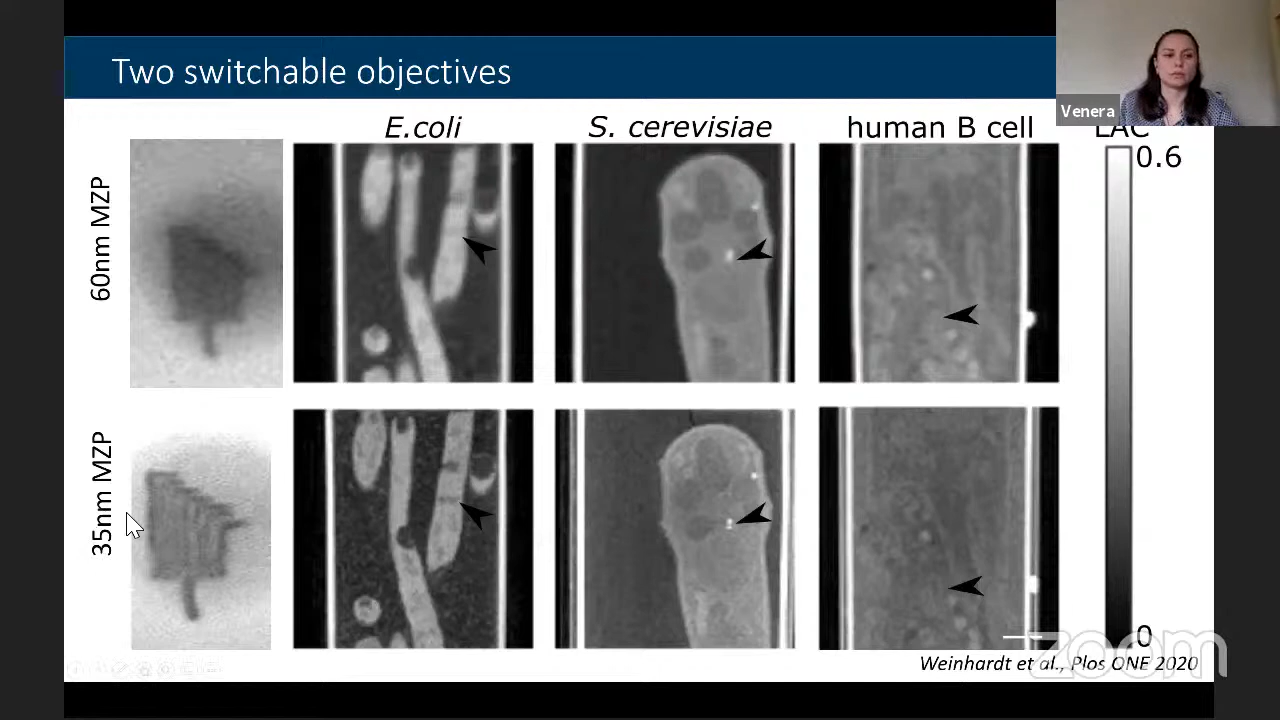 Two switchable objectives
Venera
E.coli
S. cerevisiae
human B cell
LAC
0.6
60nm MZP
35nm MZP
0
zoom
Weinhardt et al., Plos ONE 2020